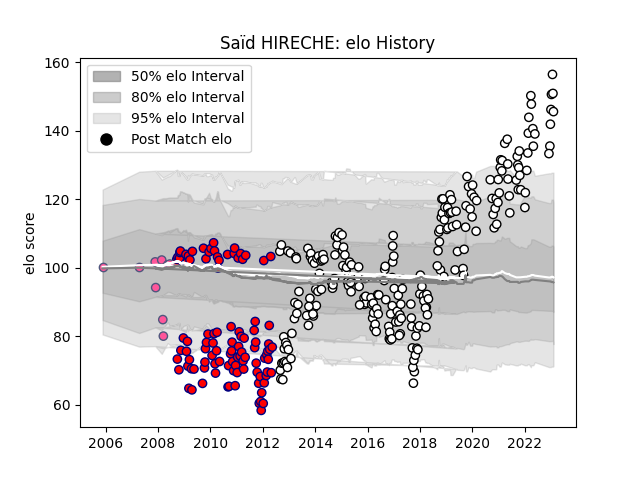 Saïd HIRECHE: elo History
160
140
120
100
80
60
elo score
50% elo Interval
80% elo Interval
95% elo Interval
Post Match elo
2006 2008 2010 2012 2014 2016 2018 2020 2022